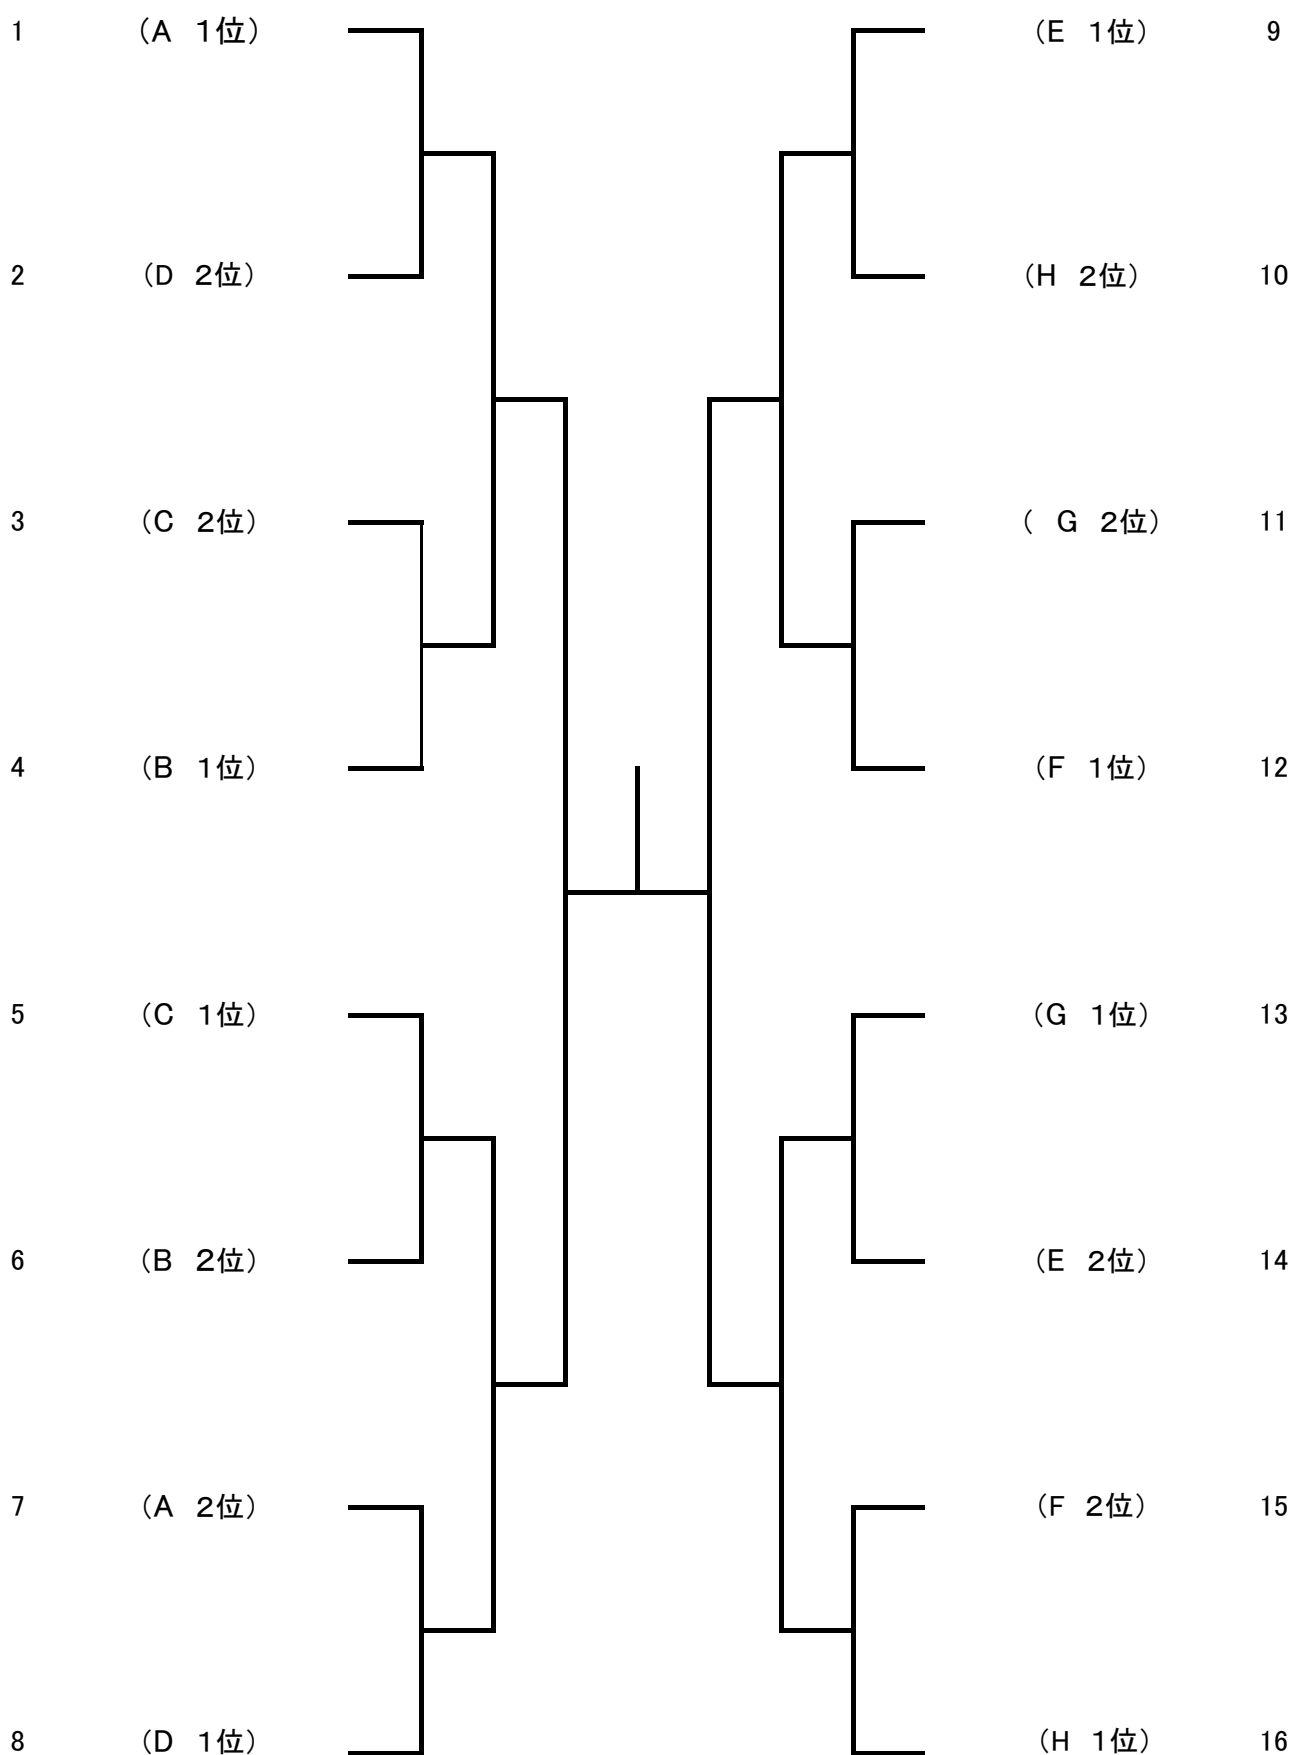 1 (A １位) (E １位) 9
2 (D ２位) (H ２位) 10
3 (C ２位) ( G ２位) 11
4 (B １位) (F １位) 12
5 (C １位) (G １位) 13
6 (B ２位) (E ２位) 14
7 (A ２位) (F ２位) 15
8 (D １位) (H １位) 16